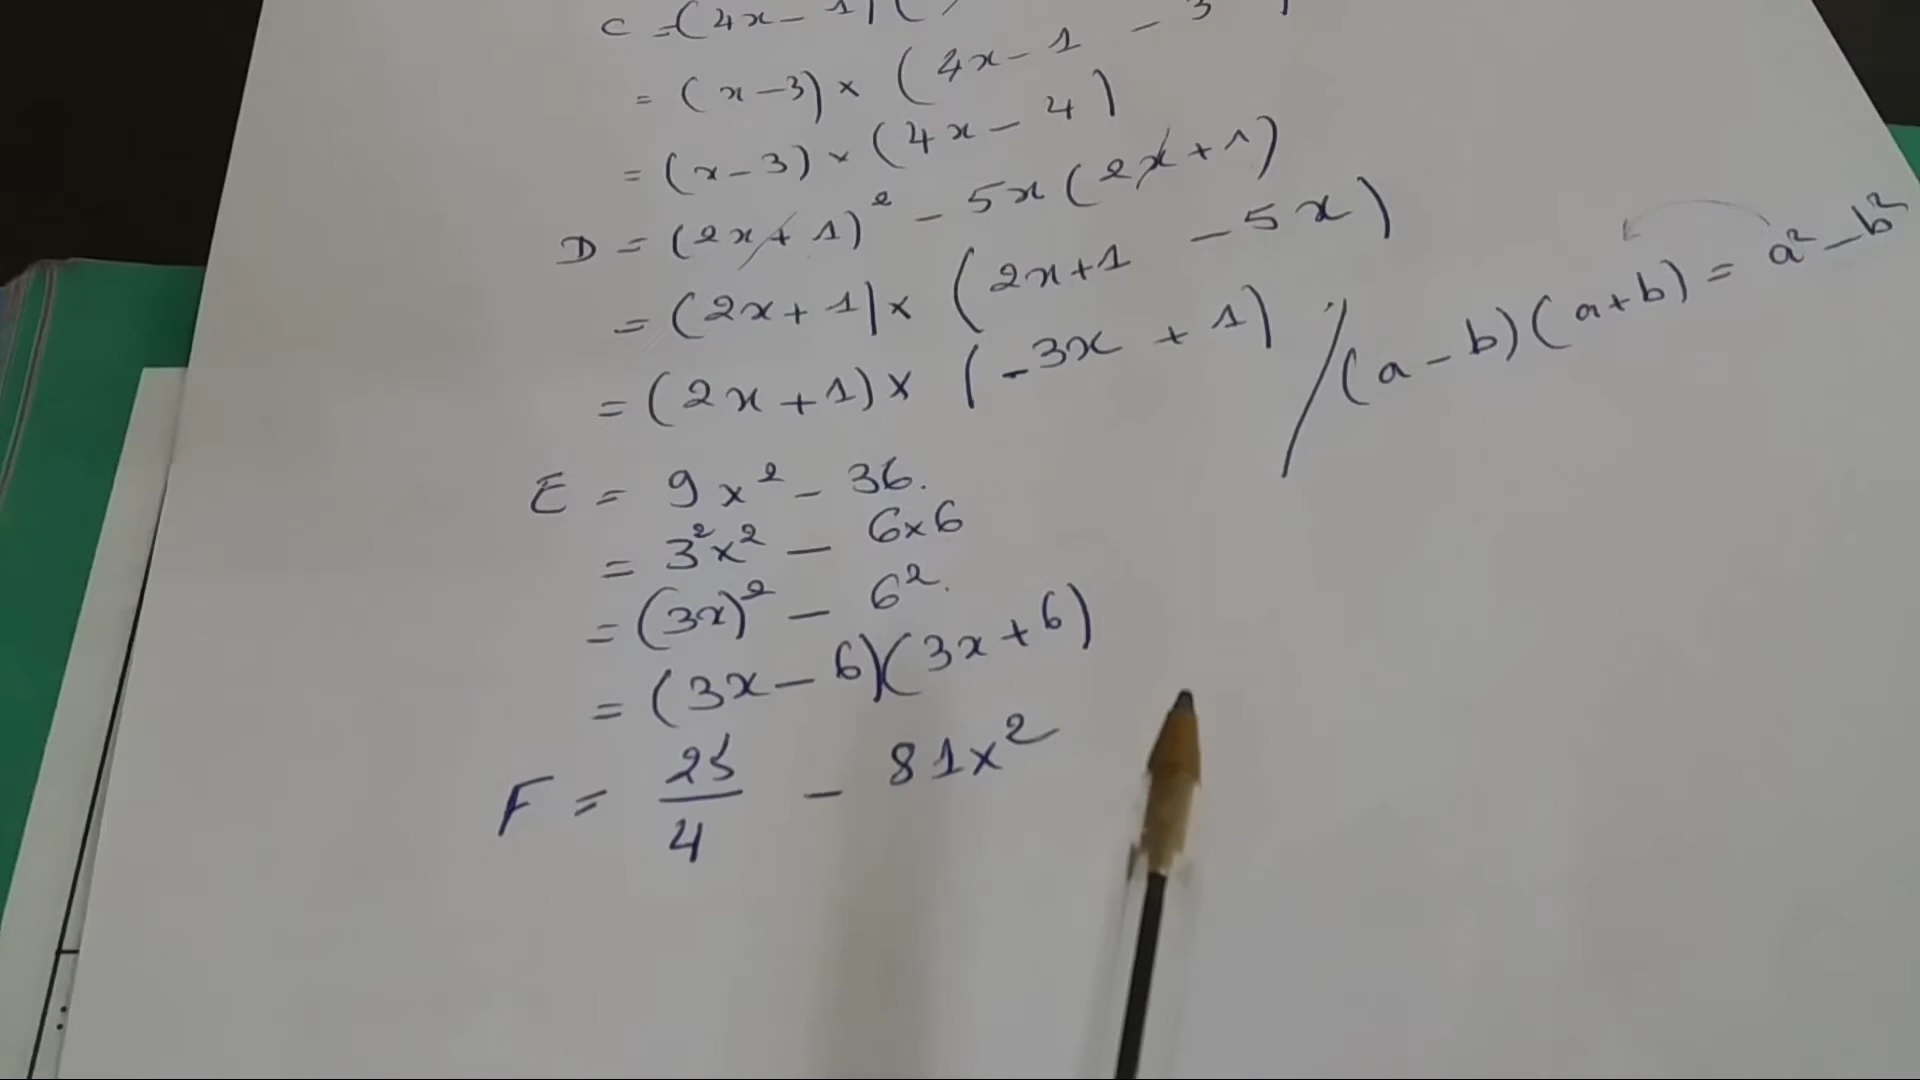 C = (4x - 1)(
= (x - 3) × (4x - 1 - 3
= (x - 3) × (4x - 4)
D = (2x + 1)² - 5x (2x + 1)
= (2x + 1) × (2x + 1 - 5x)
= (2x + 1) × (-3x + 1)
(a - b)(a + b) = a² - b²
E = 9x² - 36.
= 3²x² - 6×6
= (3x)² - 6².
= (3x - 6)(3x + 6)
F = 25/4 - 81x²